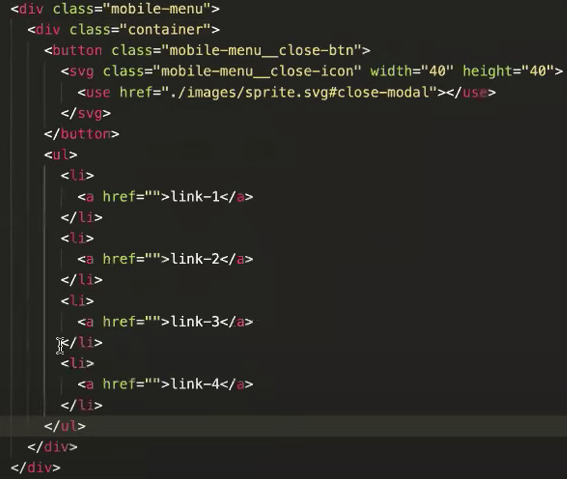 <div class="mobile-menu">
<div class="container">
<button class="mobile-menu__close-btn">
<svg class="mobile-menu__close-icon" width="40" height="40">
<use href="./images/sprite.svg#close-modal"></use>
</svg>
</button>
<ul>
<li>
<a href="">link-1</a>
</li>
<li>
<a href="">link-2</a>
</li>
<li>
<a href="">link-3</a>
</li>
<li>
<a href="">link-4</a>
</li>
</ul>
</div>
</div>